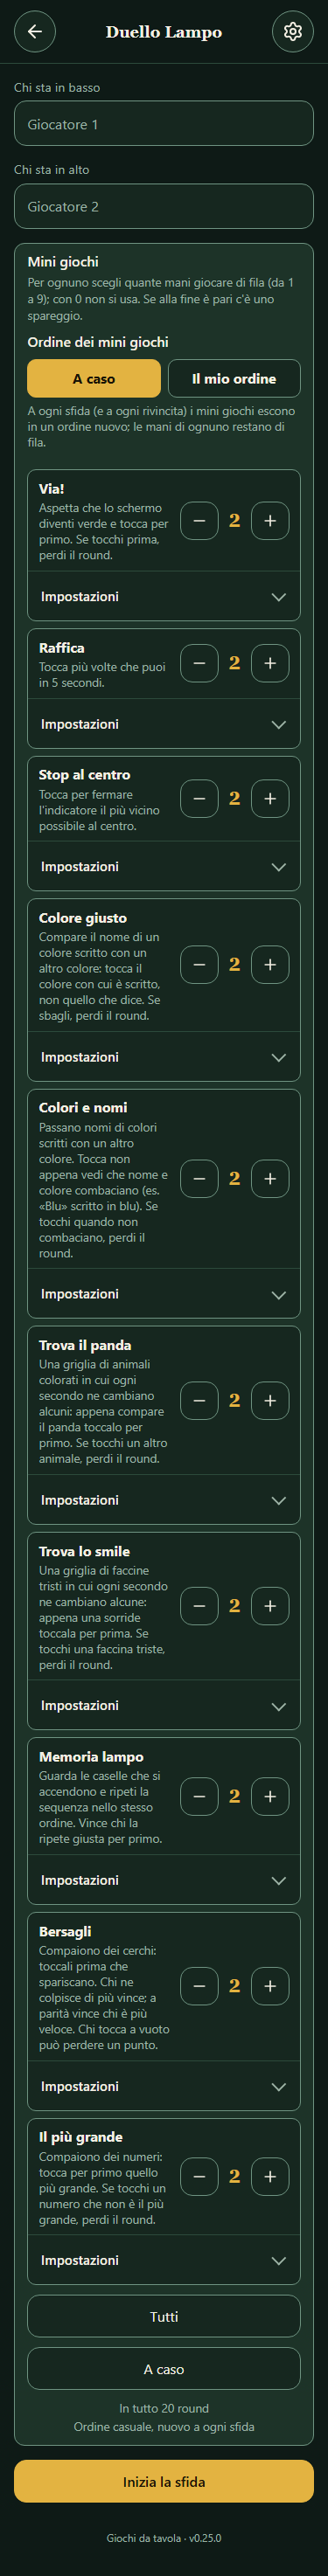 Duello Lampo
Chi sta in basso
Giocatore 1
Chi sta in alto
Giocatore 2
Mini giochi
Per ognuno scegli quante mani giocare di fila (da 1
a 9); con 0 non si usa. Se alla fine è pari c'è uno
spareggio.
Ordine dei mini giochi
A caso
Il mio ordine
A ogni sfida (e a ogni rivincita) i mini giochi escono
in un ordine nuovo; le mani di ognuno restano di
fila.
Via!
Aspetta che lo schermo
diventi verde e tocca per
primo. Se tocchi prima,
perdi il round.
− 2 +
Impostazioni
Raffica
Tocca più volte che puoi
in 5 secondi.
− 2 +
Impostazioni
Stop al centro
Tocca per fermare
l'indicatore il più vicino
possibile al centro.
− 2 +
Impostazioni
Colore giusto
Compare il nome di un
colore scritto con un
altro colore: tocca il
colore con cui è scritto,
non quello che dice. Se
sbagli, perdi il round.
− 2 +
Impostazioni
Colori e nomi
Passano nomi di colori
scritti con un altro
colore. Tocca non
appena vedi che nome e
colore combaciano (es.
«Blu» scritto in blu). Se
tocchi quando non
combaciano, perdi il
round.
− 2 +
Impostazioni
Trova il panda
Una griglia di animali
colorati in cui ogni
secondo ne cambiano
alcuni: appena compare
il panda toccalo per
primo. Se tocchi un altro
animale, perdi il round.
− 2 +
Impostazioni
Trova lo smile
Una griglia di faccine
tristi in cui ogni secondo
ne cambiano alcune:
appena una sorride
toccala per prima. Se
tocchi una faccina triste,
perdi il round.
− 2 +
Impostazioni
Memoria lampo
Guarda le caselle che si
accendono e ripeti la
sequenza nello stesso
ordine. Vince chi la
ripete giusta per primo.
− 2 +
Impostazioni
Bersagli
Compaiono dei cerchi:
toccali prima che
spariscano. Chi ne
colpisce di più vince; a
parità vince chi è più
veloce. Chi tocca a vuoto
può perdere un punto.
− 2 +
Impostazioni
Il più grande
Compaiono dei numeri:
tocca per primo quello
più grande. Se tocchi un
numero che non è il più
grande, perdi il round.
− 2 +
Impostazioni
Tutti
A caso
In tutto 20 round
Ordine casuale, nuovo a ogni sfida
Inizia la sfida
Giochi da tavola · v0.25.0